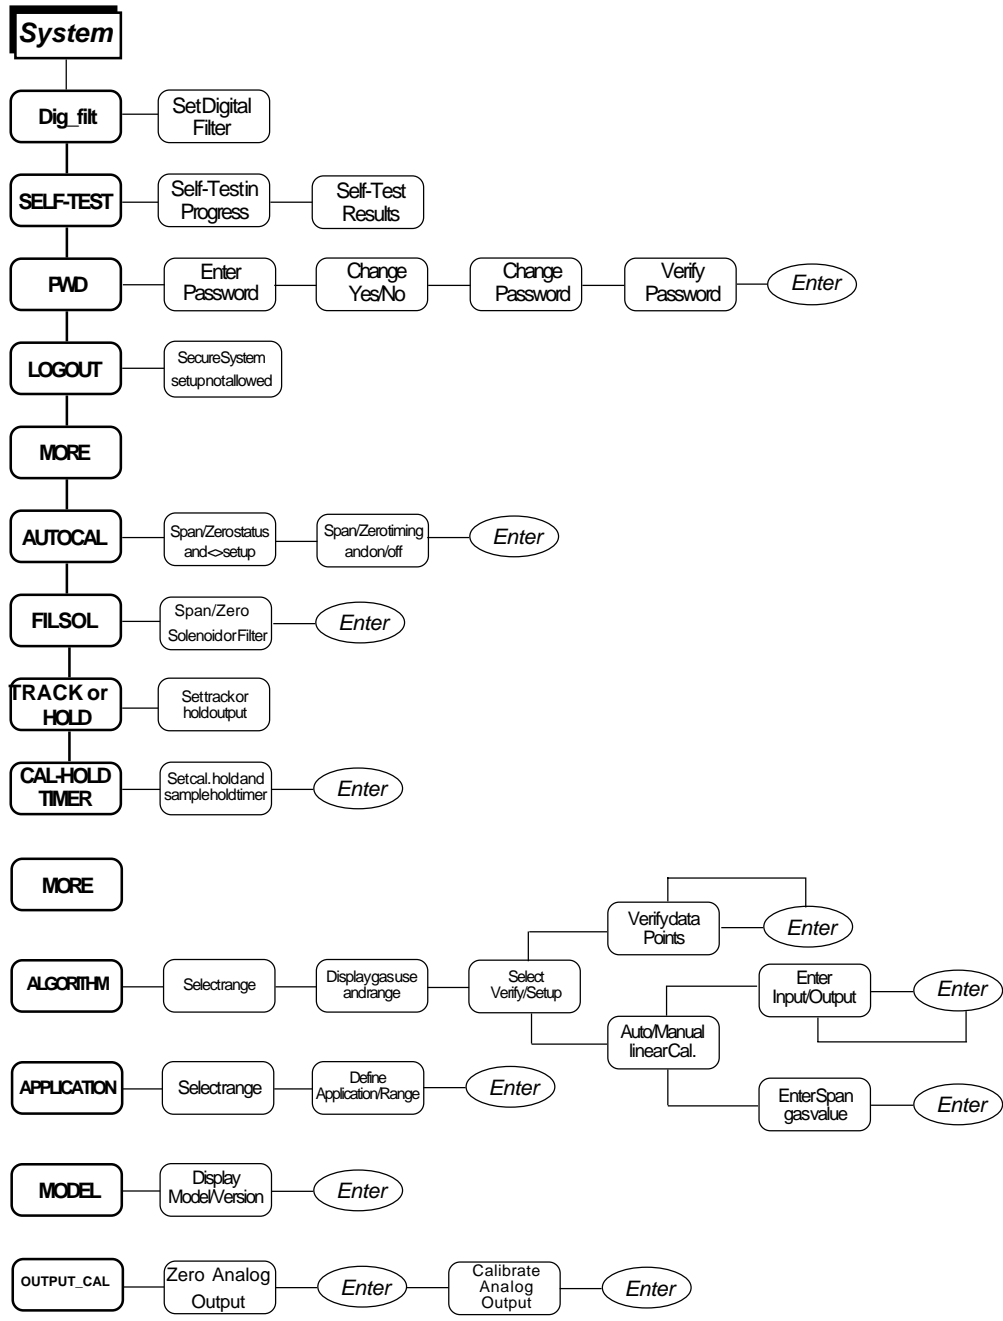 System
Dig_filt
Set Digital
Filter
SELF-TEST
Self-Test in
Progress
Self-Test
Results
PWD
Enter
Password
Change
Yes/No
Change
Password
Verify
Password
Enter
LOGOUT
Secure System
setup not allowed
MORE
AUTOCAL
Span/Zero status
and <> setup
Span/Zero timing
and on/off
Enter
FILSOL
Span/Zero
Solenoid or Filter
Enter
TRACK or
HOLD
Set track or
hold output
CAL-HOLD
TIMER
Set cal. hold and
sample hold timer
Enter
MORE
ALGORITHM
Select range
Display gas use
and range
Select
Verify/Setup
Verify data
Points
Enter
Auto/Manual
linear Cal.
Enter
Input/Output
Enter
Enter Span
gas value
Enter
APPLICATION
Select range
Define
Application/Range
Enter
MODEL
Display
Model/Version
Enter
OUTPUT_CAL
Zero Analog
Output
Enter
Calibrate
Analog
Output
Enter